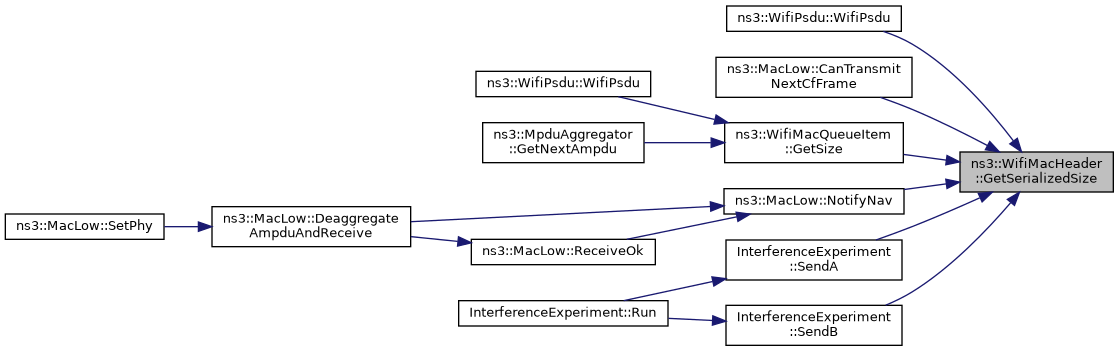 ns3::WifiPsdu::WifiPsdu
ns3::MacLow::CanTransmit
NextCfFrame
ns3::WifiPsdu::WifiPsdu
ns3::MpduAggregator
::GetNextAmpdu
ns3::WifiMacQueueItem
::GetSize
ns3::WifiMacHeader
::GetSerializedSize
ns3::MacLow::NotifyNav
ns3::MacLow::SetPhy
ns3::MacLow::Deaggregate
AmpduAndReceive
ns3::MacLow::ReceiveOk
InterferenceExperiment
::SendA
InterferenceExperiment::Run
InterferenceExperiment
::SendB